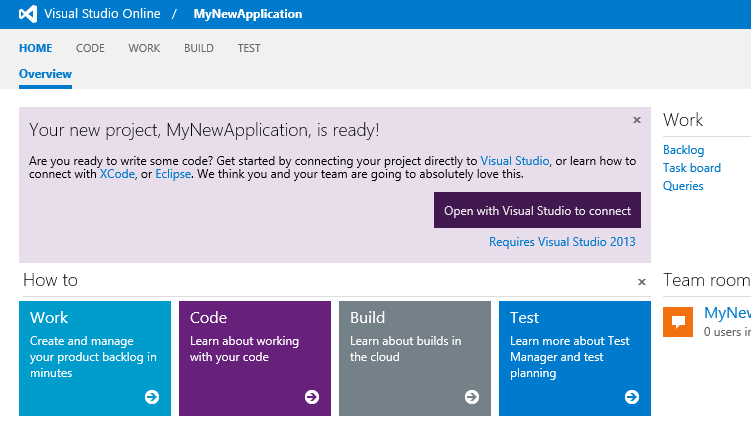 Visual Studio Online / MyNewApplication
HOME CODE WORK BUILD TEST
Overview
Your new project, MyNewApplication, is ready!
Are you ready to write some code? Get started by connecting your project directly to Visual Studio, or learn how to
connect with XCode, or Eclipse. We think you and your team are going to absolutely love this.
Open with Visual Studio to connect
Requires Visual Studio 2013
Work
Backlog
Task board
Queries
How to
Work
Create and manage
your product backlog in
minutes
Code
Learn about working
with your code
Build
Learn about builds in
the cloud
Test
Learn more about Test
Manager and test
planning
Team room
MyNew
0 users in